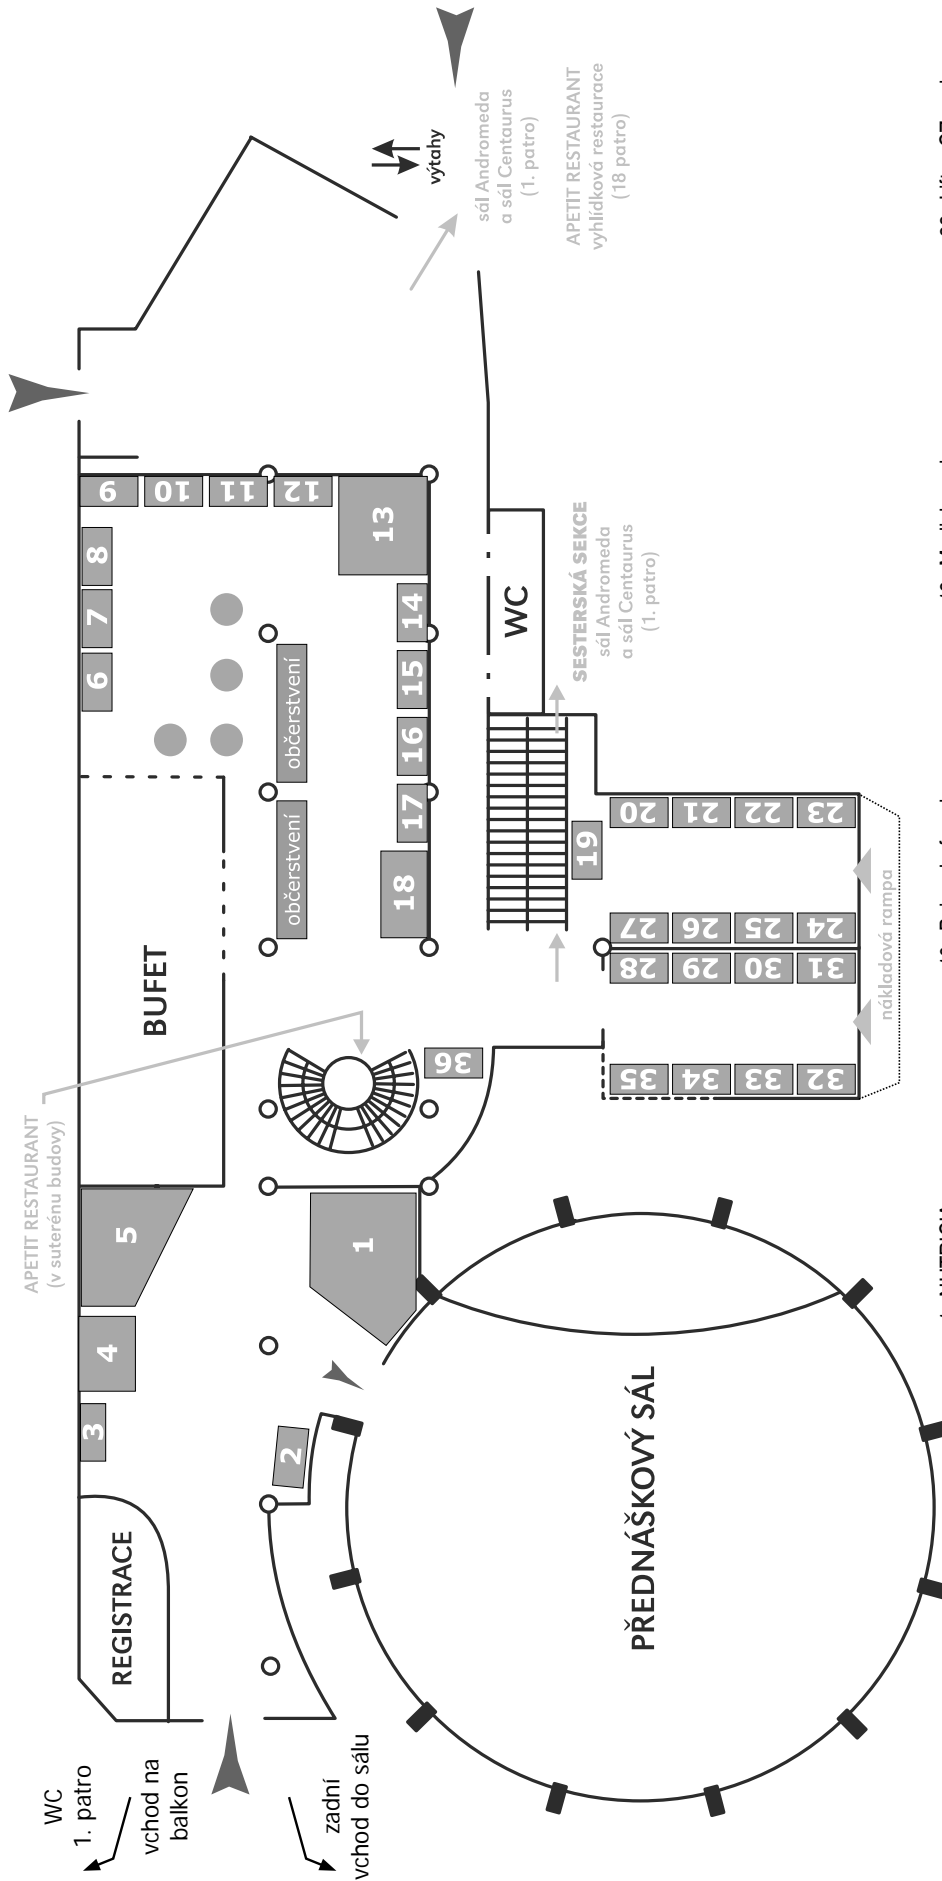 WC
1. patro
vchod na
balkon
zadní
vchod do sálu
REGISTRACE
3
4
5
2
1
PŘEDNÁŠKOVÝ SÁL
APETIT RESTAURANT
(v suterénu budovy)
BUFET
občerstvení
občerstvení
6
7
8
9
10
11
12
13
14
15
16
17
18
36
19
20
21
22
23
27
26
25
24
28
29
30
31
35
34
33
32
nákladová rampa
WC
SESTERSKÁ SEKCE
sál Andromeda
a sál Centaurus
(1. patro)
výtahy
sál Andromeda
a sál Centaurus
(1. patro)
APETIT RESTAURANT
vyhlídková restaurace
(18 patro)